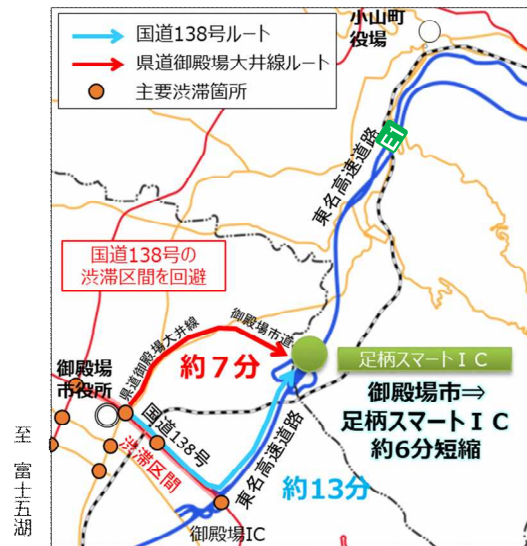 国道138号ルート
県道御殿場大井線ルート
主要渋滞箇所
小山町
役場
E1
東名高速道路
国道138号の
渋滞区間を回避
県道御殿場大井線
御殿場市道
約7分
足柄スマートIC
御殿場市⇒
足柄スマートIC
約6分短縮
御殿場
市役所
国道138号
渋滞区間
東名高速道路
約13分
御殿場IC
至 富士五湖